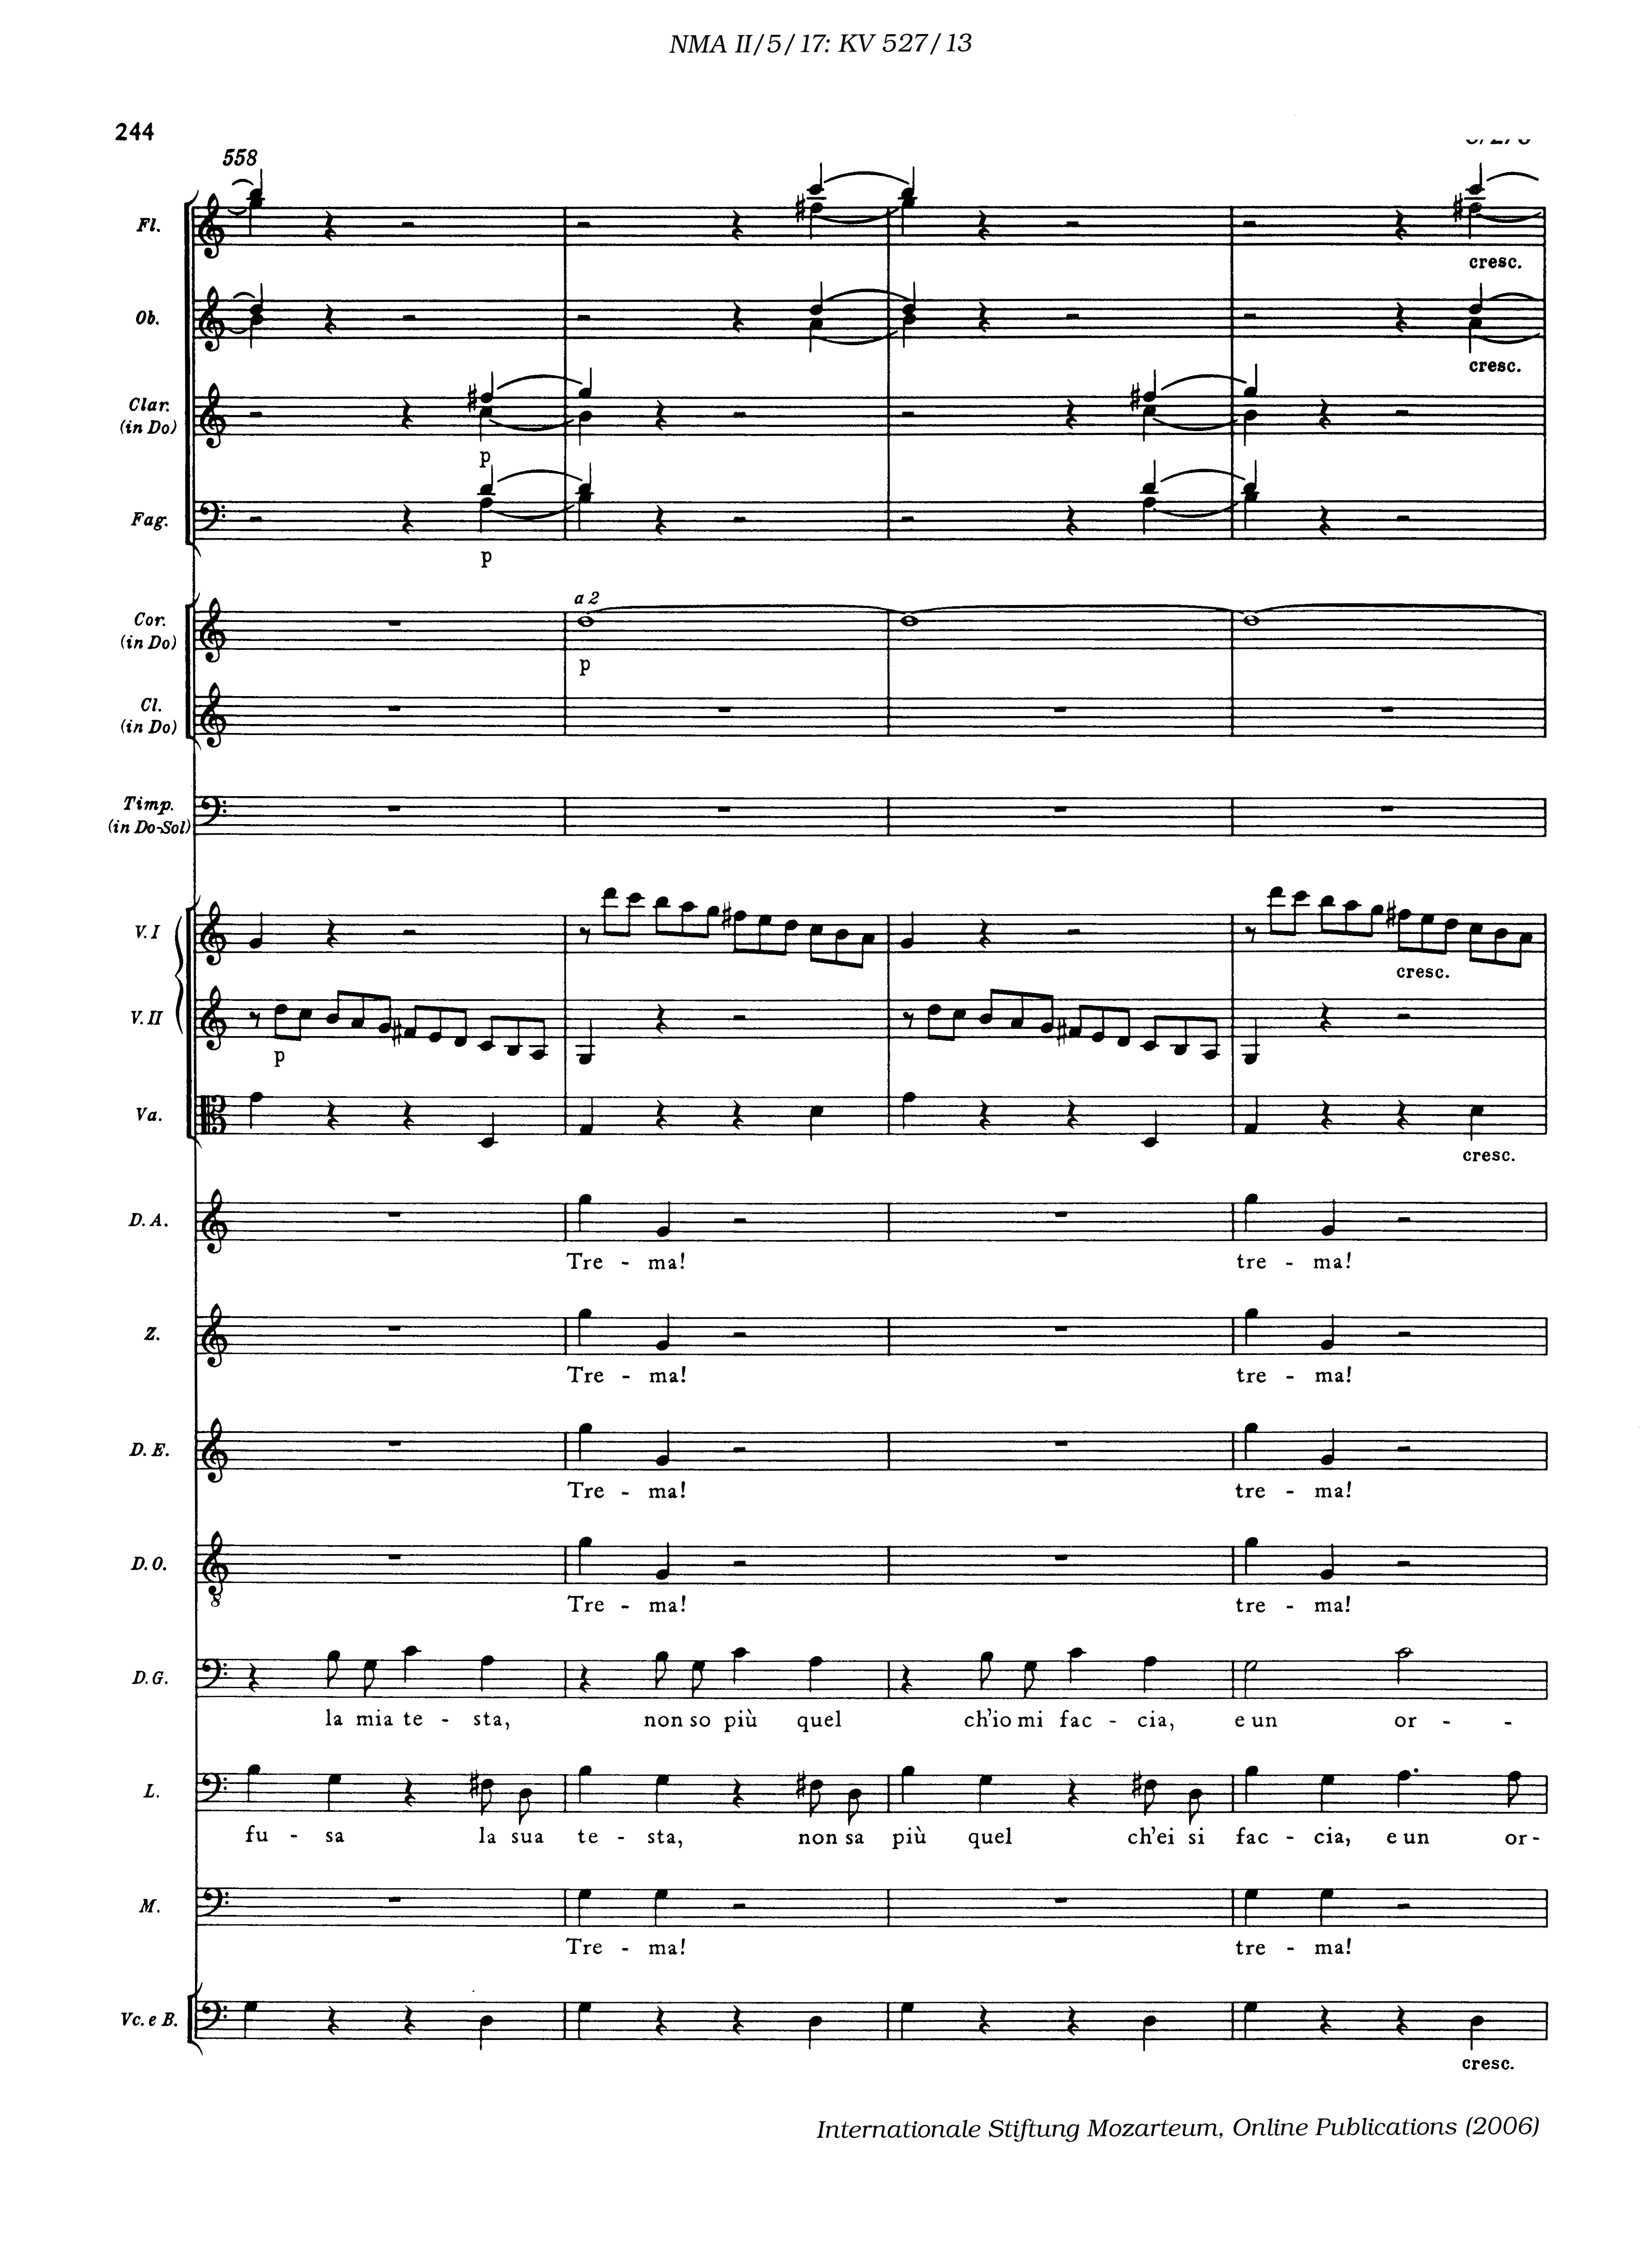 NMA II/5/17: KV 527/13
244
558
Fl.
cresc.
Ob.
cresc.
Clar.
(in Do)
p
Fag.
p
a 2
Cor.
(in Do)
p
Cl.
(in Do)
Timp.
(in Do-Sol)
V. I
cresc.
V. II
p
Va.
cresc.
D. A.
Tre - ma! tre - ma!
Z.
Tre - ma! tre - ma!
D. E.
Tre - ma! tre - ma!
D. O.
Tre - ma! tre - ma!
D. G.
la mia te - sta, non so più quel ch'io mi fac - cia, e un or - -
L.
fu - sa la sua te - sta, non sa più quel ch'ei si fac - cia, e un or -
M.
Tre - ma! tre - ma!
Vc. e B.
cresc.
Internationale Stiftung Mozarteum, Online Publications (2006)